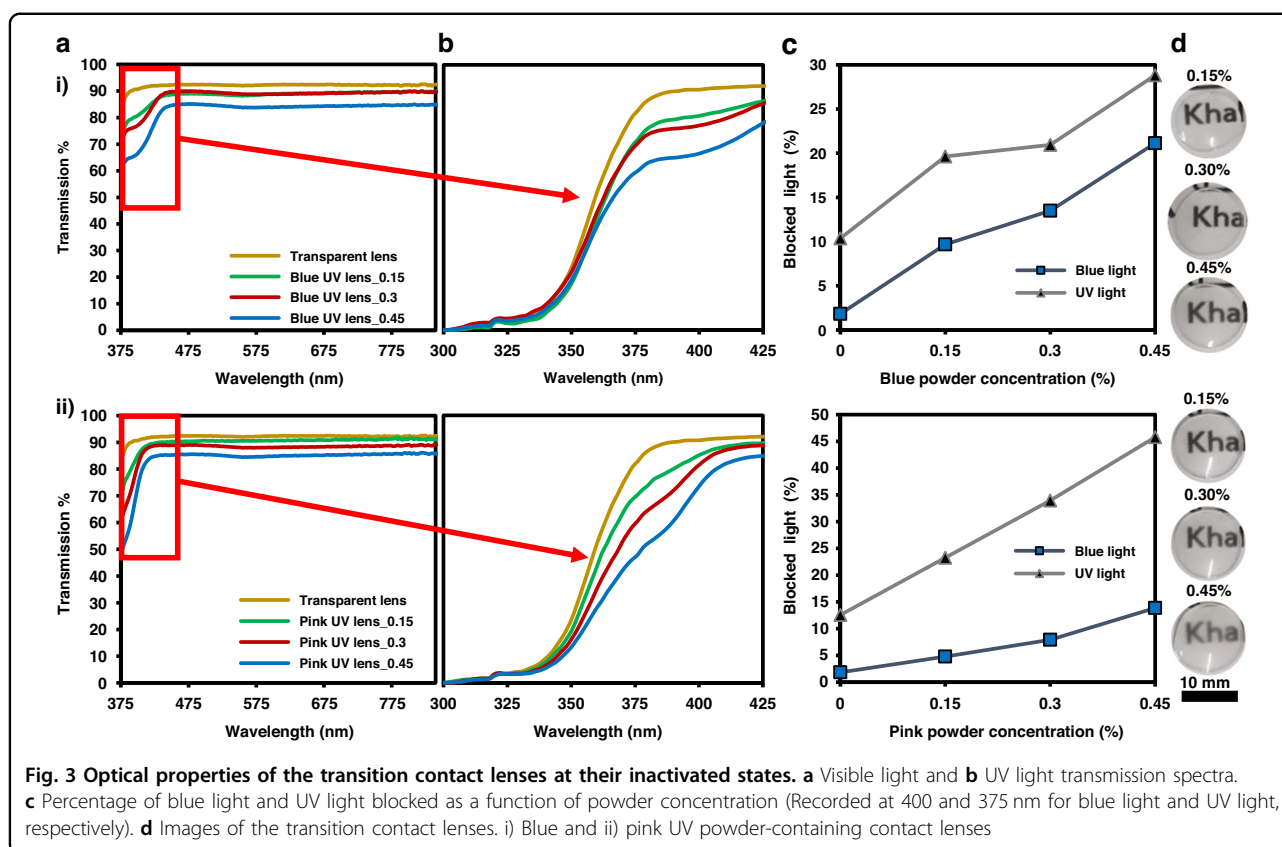 a
b
c
d
i)
Transmission %
100
90
80
70
60
50
40
30
20
10
0
Transparent lens
Blue UV lens_0.15
Blue UV lens_0.3
Blue UV lens_0.45
375 475 575 675 775
Wavelength (nm)
300 325 350 375 400 425
Wavelength (nm)
Blocked light (%)
30
25
20
15
10
5
0
Blue light
UV light
0 0.15 0.3 0.45
Blue powder concentration (%)
0.15%
Kha
0.30%
Kha
0.45%
Kha
ii)
Transmission %
100
90
80
70
60
50
40
30
20
10
0
Transparent lens
Pink UV lens_0.15
Pink UV lens_0.3
Pink UV lens_0.45
375 475 575 675 775
Wavelength (nm)
300 325 350 375 400 425
Wavelength (nm)
Blocked light (%)
50
45
40
35
30
25
20
15
10
5
0
Blue light
UV light
0 0.15 0.3 0.45
Pink powder concentration (%)
0.15%
Kha
0.30%
Kha
0.45%
Kha
10 mm
Fig. 3 Optical properties of the transition contact lenses at their inactivated states. a Visible light and b UV light transmission spectra.
c Percentage of blue light and UV light blocked as a function of powder concentration (Recorded at 400 and 375 nm for blue light and UV light,
respectively). d Images of the transition contact lenses. i) Blue and ii) pink UV powder-containing contact lenses